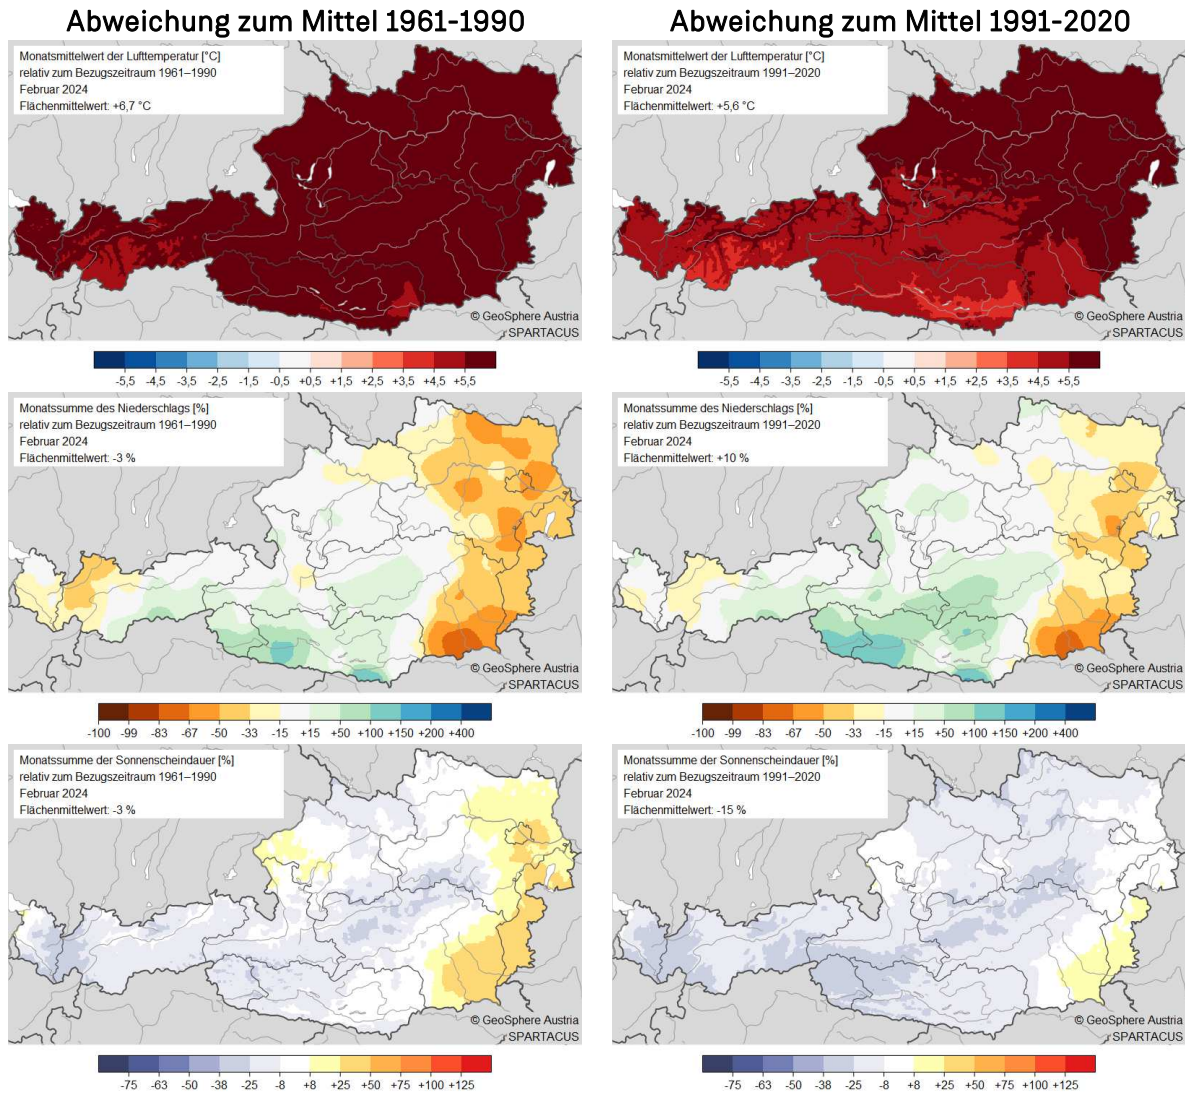 Abweichung zum Mittel 1961-1990
Abweichung zum Mittel 1991-2020
Monatsmittelwert der Lufttemperatur [°C]
relativ zum Bezugszeitraum 1961–1990
Februar 2024
Flächenmittelwert: +6,7 °C
© GeoSphere Austria
SPARTACUS
-5,5 -4,5 -3,5 -2,5 -1,5 -0,5 +0,5 +1,5 +2,5 +3,5 +4,5 +5,5
Monatsmittelwert der Lufttemperatur [°C]
relativ zum Bezugszeitraum 1991–2020
Februar 2024
Flächenmittelwert: +5,6 °C
© GeoSphere Austria
SPARTACUS
-5,5 -4,5 -3,5 -2,5 -1,5 -0,5 +0,5 +1,5 +2,5 +3,5 +4,5 +5,5
Monatssumme des Niederschlags [%]
relativ zum Bezugszeitraum 1961–1990
Februar 2024
Flächenmittelwert: -3 %
© GeoSphere Austria
SPARTACUS
-100 -99 -83 -67 -50 -33 -15 +15 +50 +100 +150 +200 +400
Monatssumme des Niederschlags [%]
relativ zum Bezugszeitraum 1991–2020
Februar 2024
Flächenmittelwert: +10 %
© GeoSphere Austria
SPARTACUS
-100 -99 -83 -67 -50 -33 -15 +15 +50 +100 +150 +200 +400
Monatssumme der Sonnenscheindauer [%]
relativ zum Bezugszeitraum 1961–1990
Februar 2024
Flächenmittelwert: -3 %
© GeoSphere Austria
SPARTACUS
-75 -63 -50 -38 -25 -8 +8 +25 +50 +75 +100 +125
Monatssumme der Sonnenscheindauer [%]
relativ zum Bezugszeitraum 1991–2020
Februar 2024
Flächenmittelwert: -15 %
© GeoSphere Austria
SPARTACUS
-75 -63 -50 -38 -25 -8 +8 +25 +50 +75 +100 +125